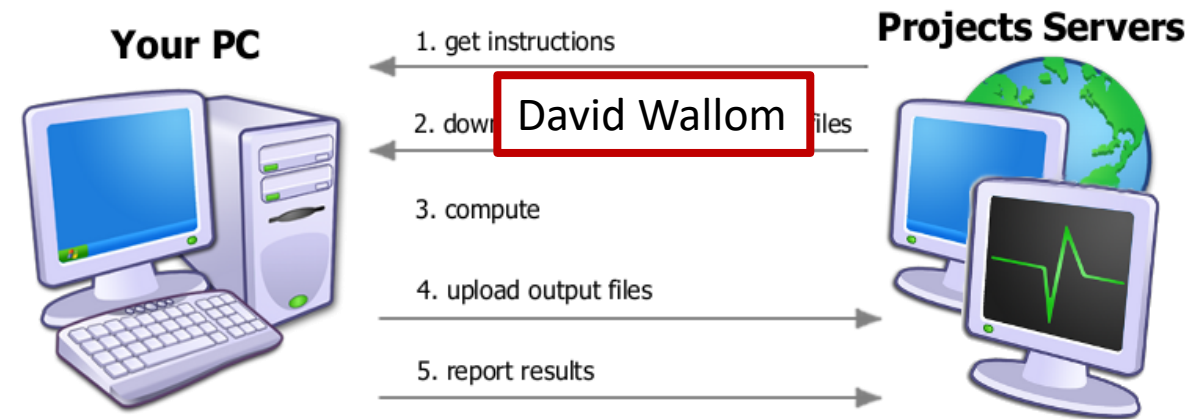 Your PC
Projects Servers
1. get instructions
David Wallom
2. dow files
3. compute
4. upload output files
5. report results